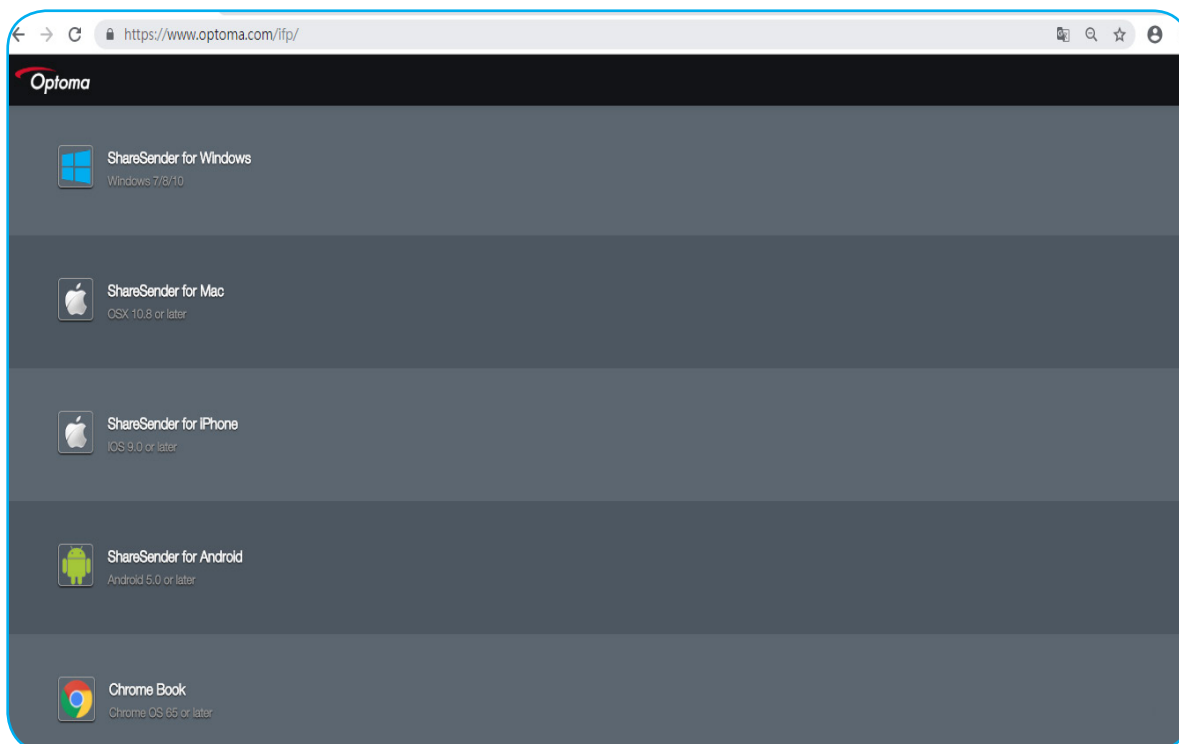 https://www.optoma.com/ifp/
Optoma
ShareSender for Windows
Windows 7/8/10
ShareSender for Mac
OSX 10.8 or later
ShareSender for IPhone
IOS 9.0 or later
ShareSender for Android
Android 5.0 or later
Chrome Book
Chrome OS 65 or later